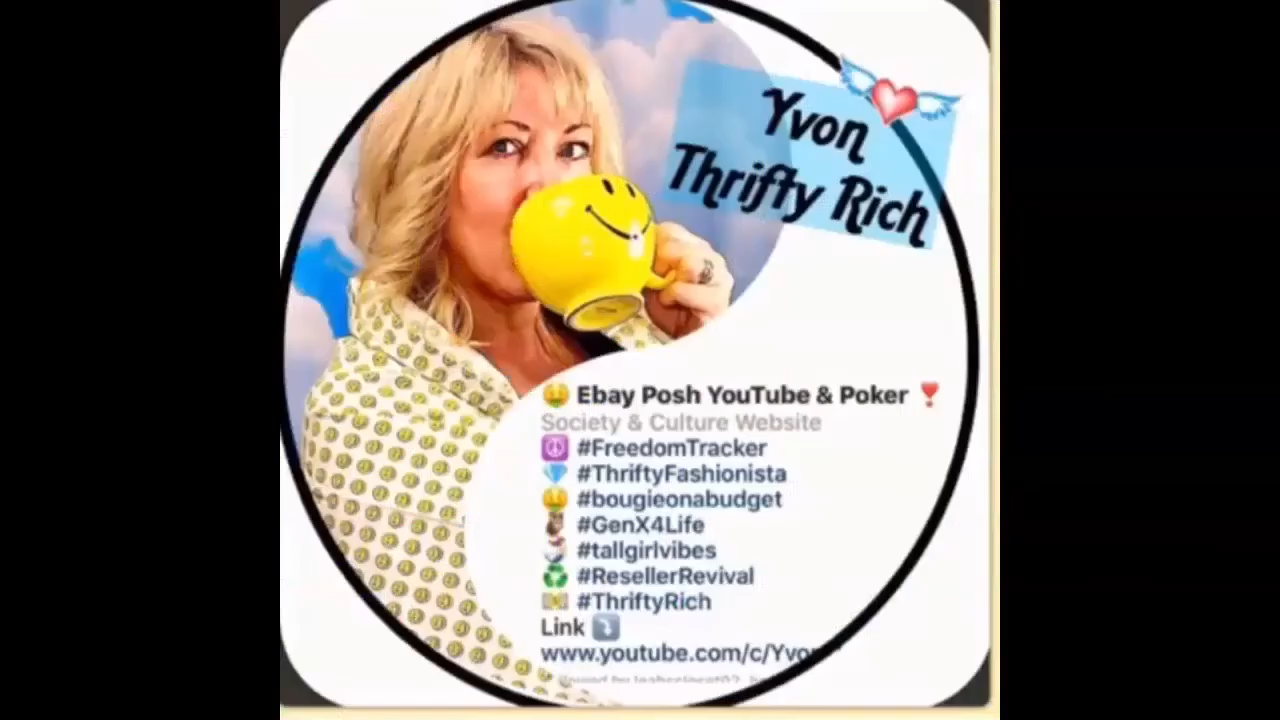 Yvon
Thrifty Rich
🤑 Ebay Posh YouTube & Poker ❣️
Society & Culture Website
☮️ #FreedomTracker
💎 #ThriftyFashionista
🤑 #bougieonabudget
#GenX4Life
#tallgirlvibes
♻️ #ResellerRevival
💵 #ThriftyRich
Link ⤵️
www.youtube.com/c/Yvon